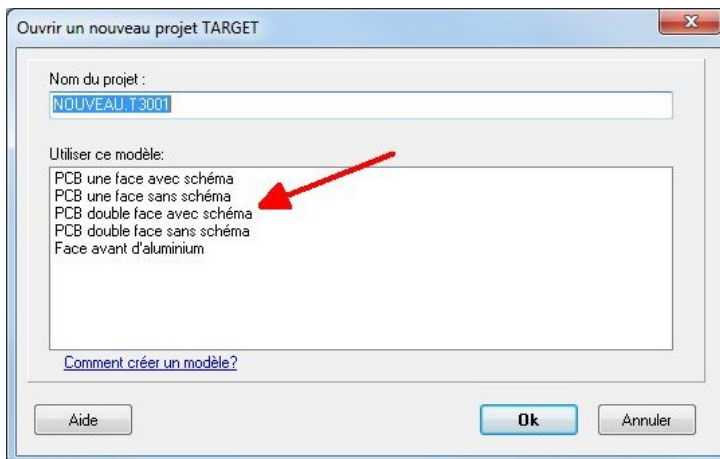 Ouvrir un nouveau projet TARGET
Nom du projet :
NOUVEAU.T3001
Utiliser ce modèle:
PCB une face avec schéma
PCB une face sans schéma
PCB double face avec schéma
PCB double face sans schéma
Face avant d'aluminium
Comment créer un modèle?
Aide
Ok
Annuler